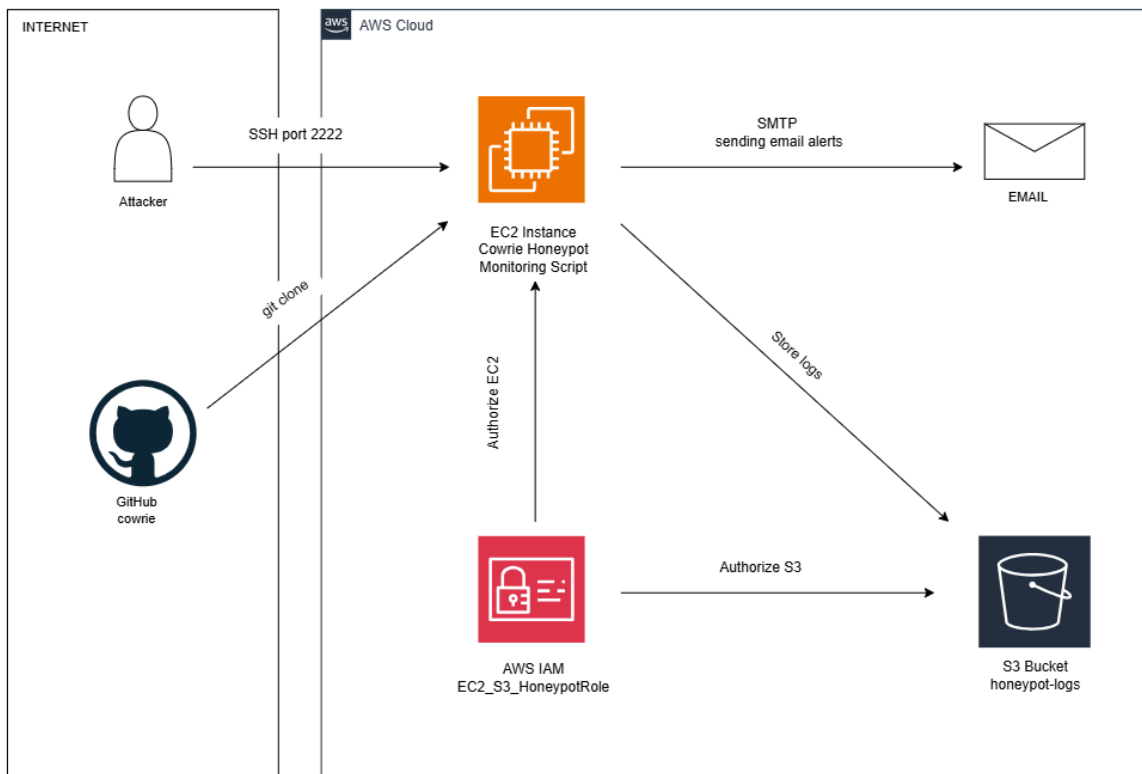 INTERNET
aws
AWS Cloud
SSH port 2222
SMTP
sending email alerts
Attacker
EMAIL
EC2 Instance
Cowrie Honeypot
Monitoring Script
git clone
Store logs
Authorize EC2
GitHub
cowrie
Authorize S3
AWS IAM
EC2_S3_HoneypotRole
S3 Bucket
honeypot-logs